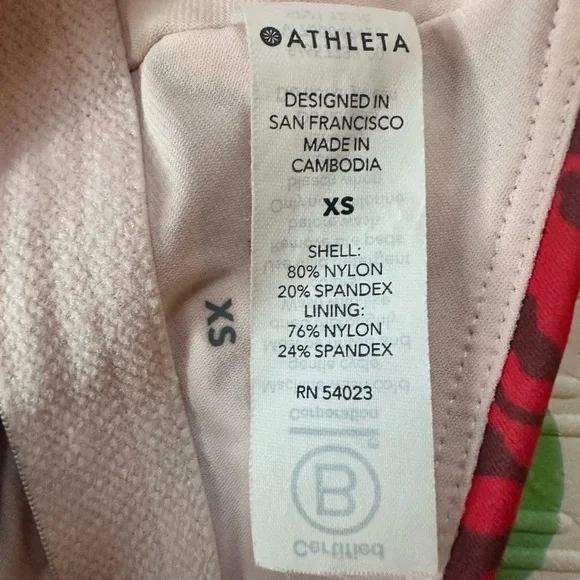 ATHLETA
DESIGNED IN
SAN FRANCISCO
MADE IN
CAMBODIA
XS
SHELL:
80% NYLON
20% SPANDEX
LINING:
76% NYLON
24% SPANDEX
RN 54023
Corporation
B
Certified
XS